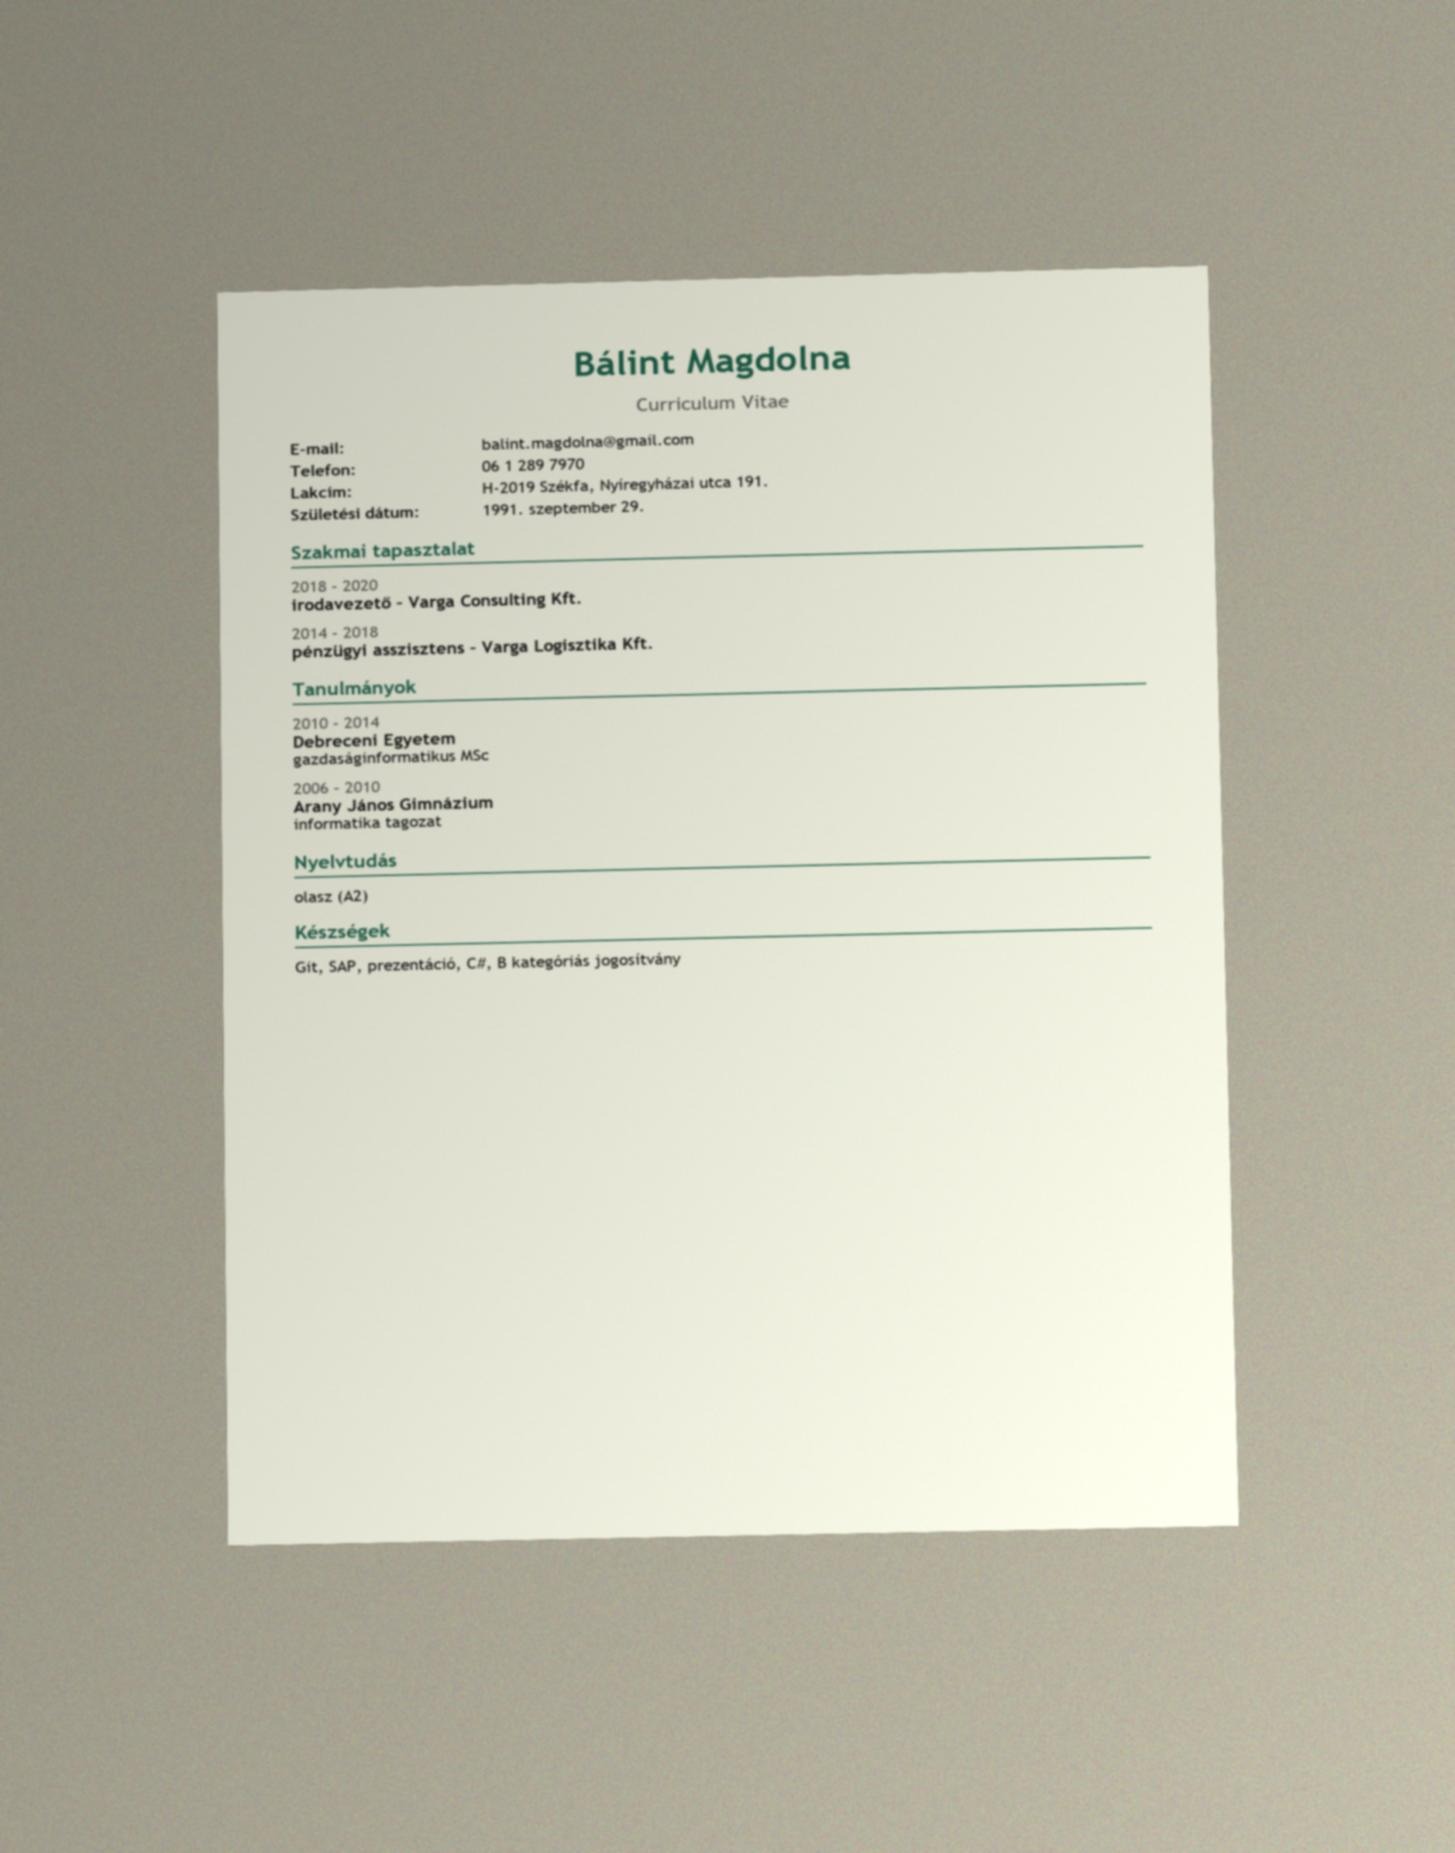 Bálint Magdolna
Curriculum Vitae
E-mail: balint.magdolna@gmail.com
Telefon: 06 1 289 7970
Lakcím: H-2019 Székfa, Nyíregyházai utca 191.
Születési dátum: 1991. szeptember 29.
Szakmai tapasztalat
2018 - 2020
irodavezető - Varga Consulting Kft.
2014 - 2018
pénzügyi asszisztens - Varga Logisztika Kft.
Tanulmányok
2010 - 2014
Debreceni Egyetem
gazdaságinformatikus MSc
2006 - 2010
Arany János Gimnázium
informatika tagozat
Nyelvtudás
olasz (A2)
Készségek
Git, SAP, prezentáció, C#, B kategóriás jogosítvány